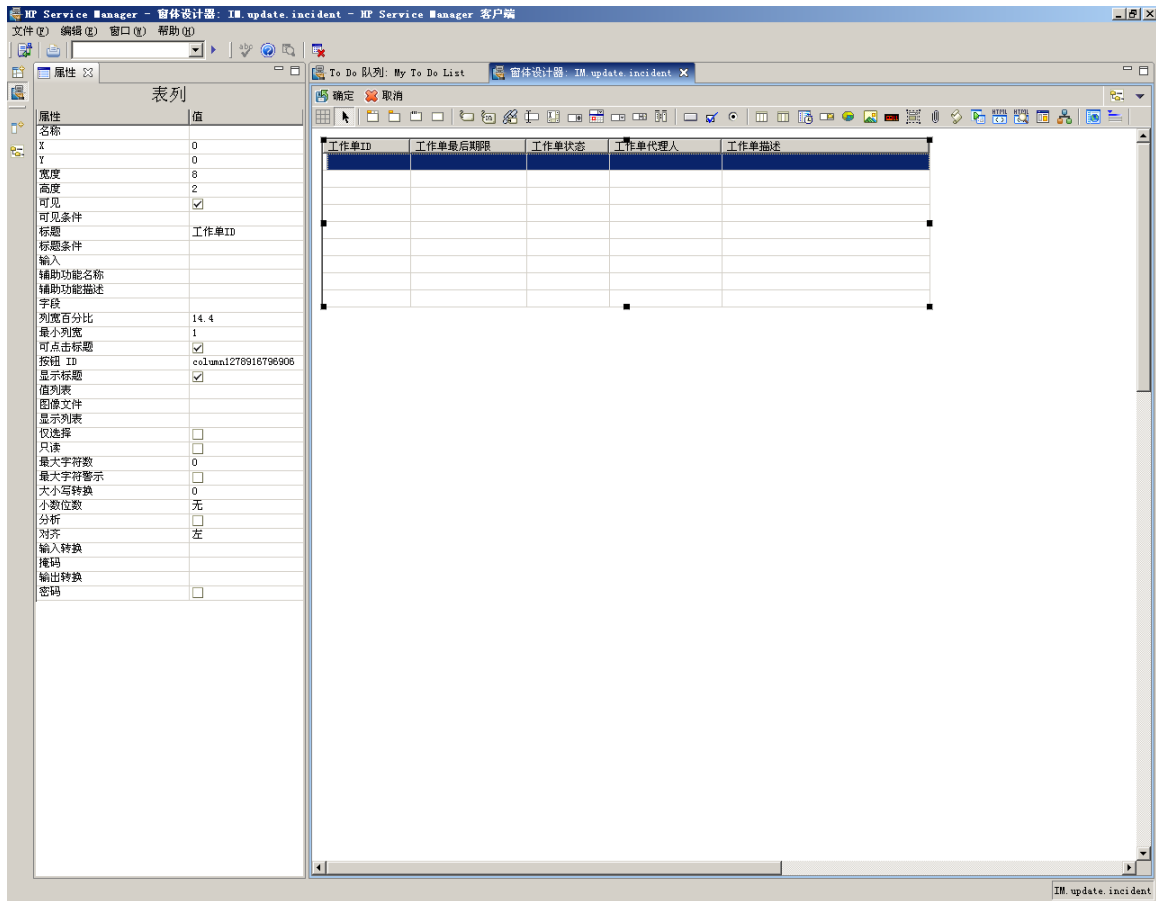 HP Service Manager - 窗体设计器: IM.update.incident - HP Service Manager 客户端
文件(F) 编辑(E) 窗口(W) 帮助(H)
属性
To Do 队列: My To Do List
窗体设计器: IM.update.incident
表列
确定 取消
属性 值
名称
X 0
Y 0
宽度 8
高度 2
可见
可见条件
标题 工作单ID
标题条件
输入
辅助功能名称
辅助功能描述
字段
列宽百分比 14.4
最小列宽 1
可点击标题
按钮 ID column1278916796906
显示标题
值列表
图像文件
显示列表
仅选择
只读
最大字符数 0
最大字符警示
大小写转换 0
小数位数 无
分析
对齐 左
输入转换
掩码
输出转换
密码
工作单ID 工作单最后期限 工作单状态 工作单代理人 工作单描述
IM.update.incident